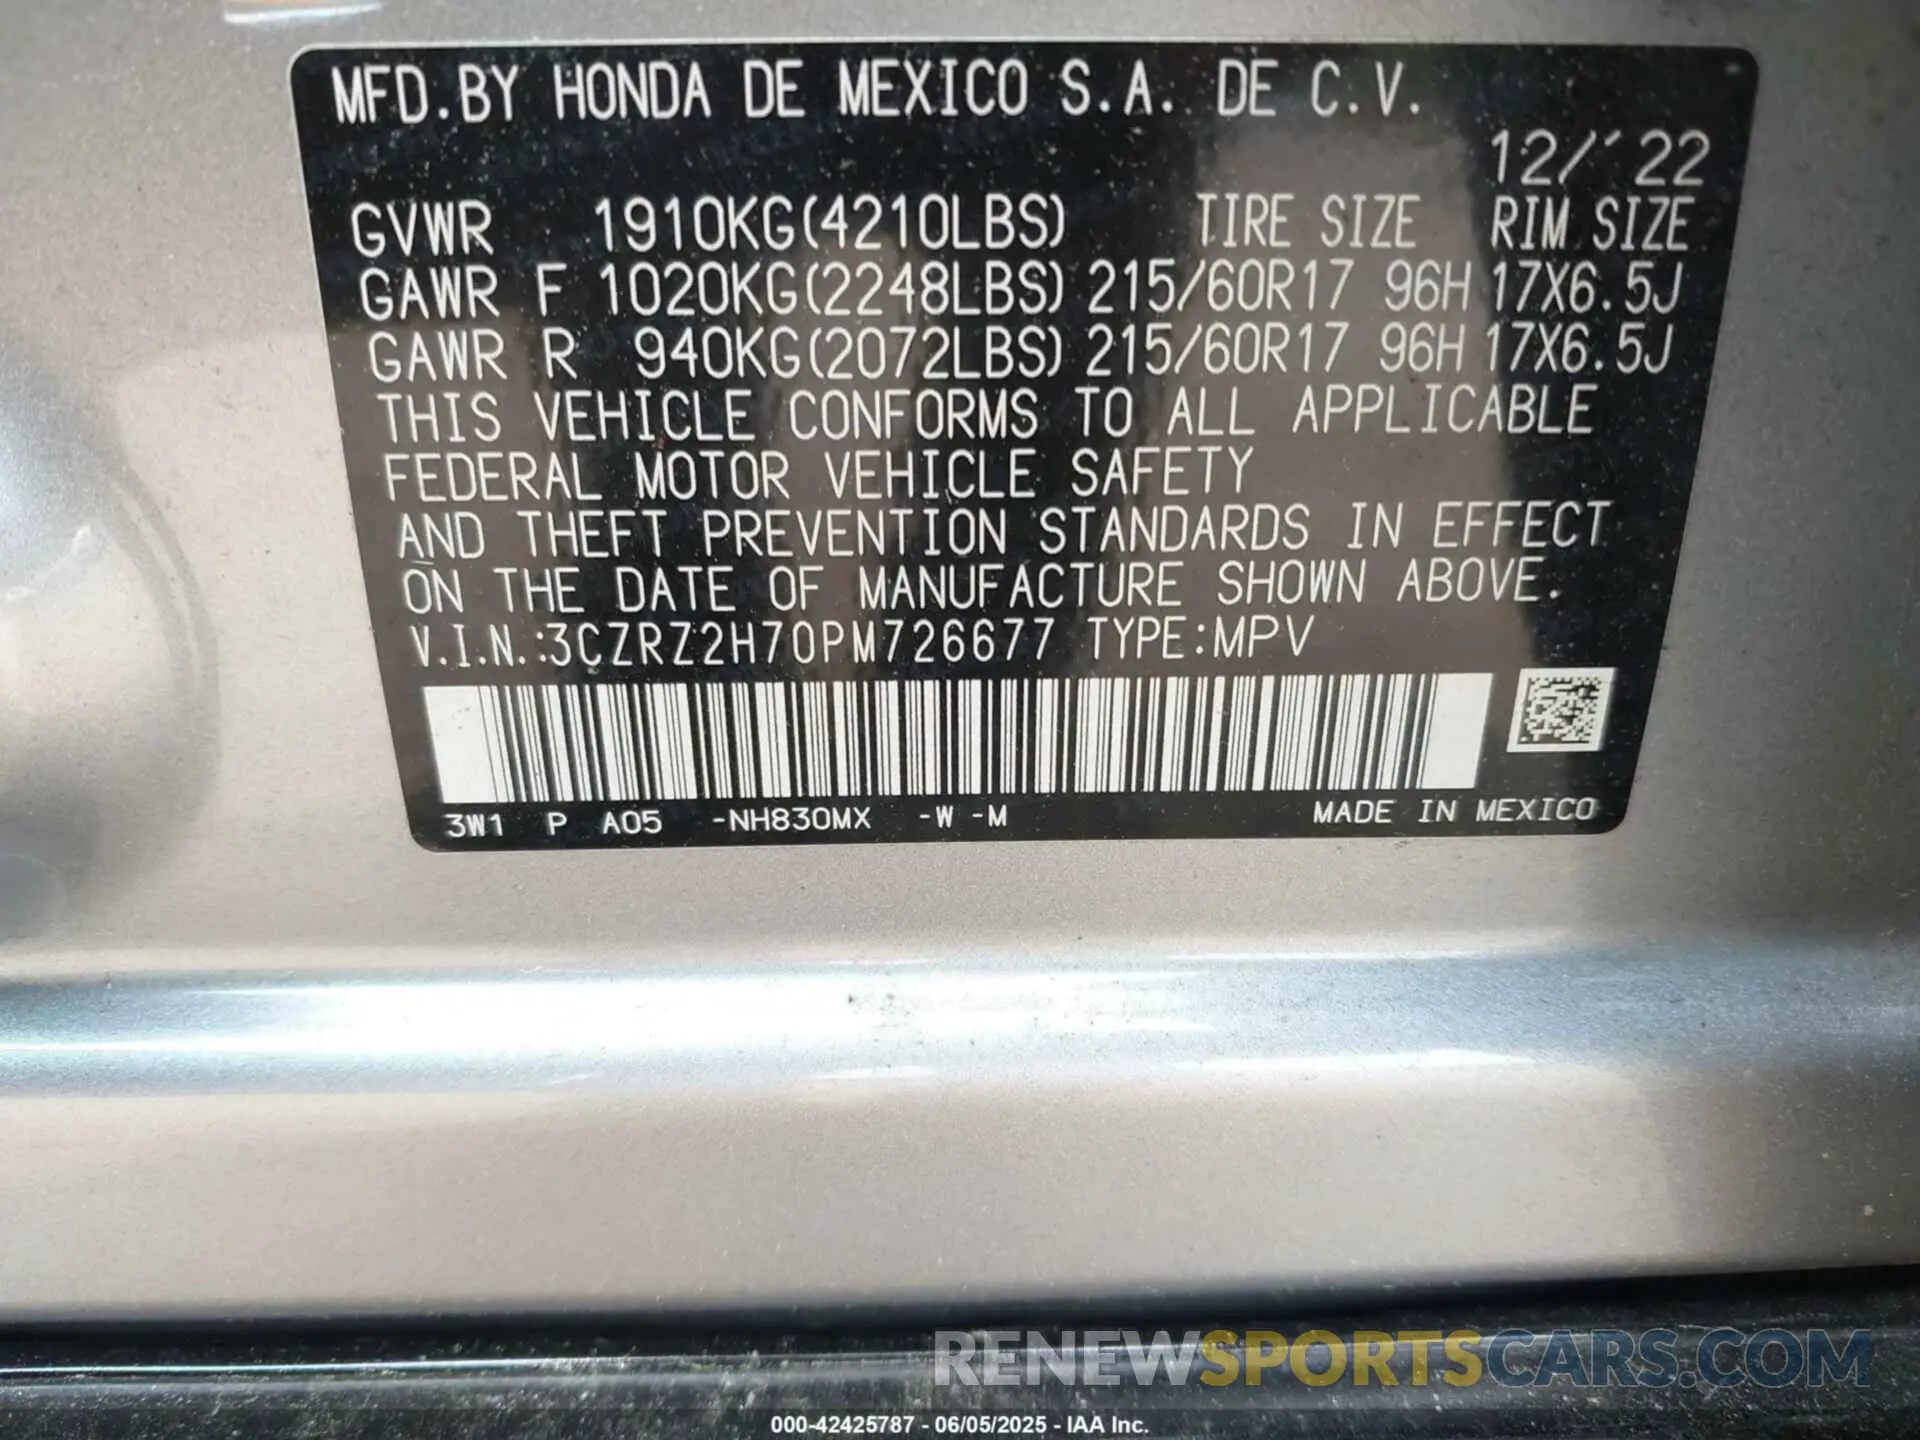 MFD.BY HONDA DE MEXICO S.A. DE C.V.
12/'22
GVWR 1910KG(4210LBS) TIRE SIZE RIM SIZE
GAWR F 1020KG(2248LBS) 215/60R17 96H 17X6.5J
GAWR R 940KG(2072LBS) 215/60R17 96H 17X6.5J
THIS VEHICLE CONFORMS TO ALL APPLICABLE
FEDERAL MOTOR VEHICLE SAFETY
AND THEFT PREVENTION STANDARDS IN EFFECT
ON THE DATE OF MANUFACTURE SHOWN ABOVE.
V.I.N.:3CZRZ2H70PM726677 TYPE:MPV
3W1 P A05 -NH830MX -W -M MADE IN MEXICO
RENEWSPORTSCARS.COM
000-42425787 - 06/05/2025 - IAA Inc.